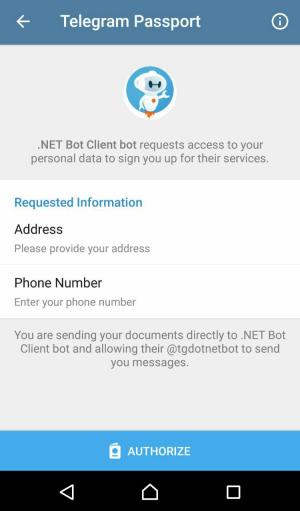 Telegram Passport
.NET Bot Client bot requests access to your
personal data to sign you up for their services.
Requested Information
Address
Please provide your address
Phone Number
Enter your phone number
You are sending your documents directly to .NET Bot
Client bot and allowing their @tgdotnetbot to send
you messages.
AUTHORIZE